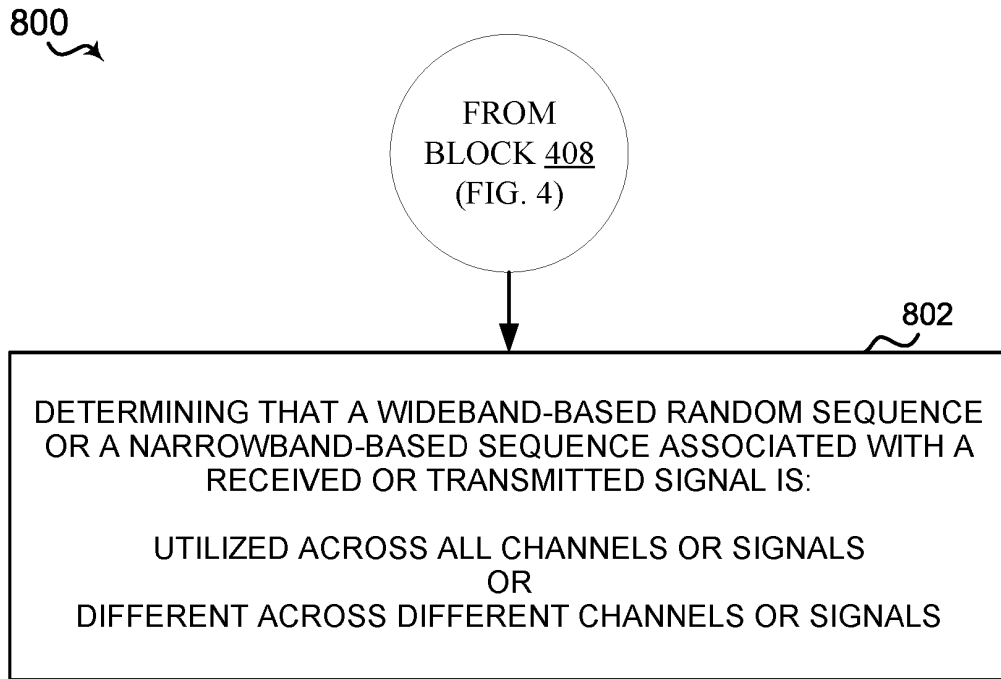 800
FROM
BLOCK 408
(FIG. 4)
802
DETERMINING THAT A WIDEBAND-BASED RANDOM SEQUENCE
OR A NARROWBAND-BASED SEQUENCE ASSOCIATED WITH A
RECEIVED OR TRANSMITTED SIGNAL IS:
UTILIZED ACROSS ALL CHANNELS OR SIGNALS
OR
DIFFERENT ACROSS DIFFERENT CHANNELS OR SIGNALS